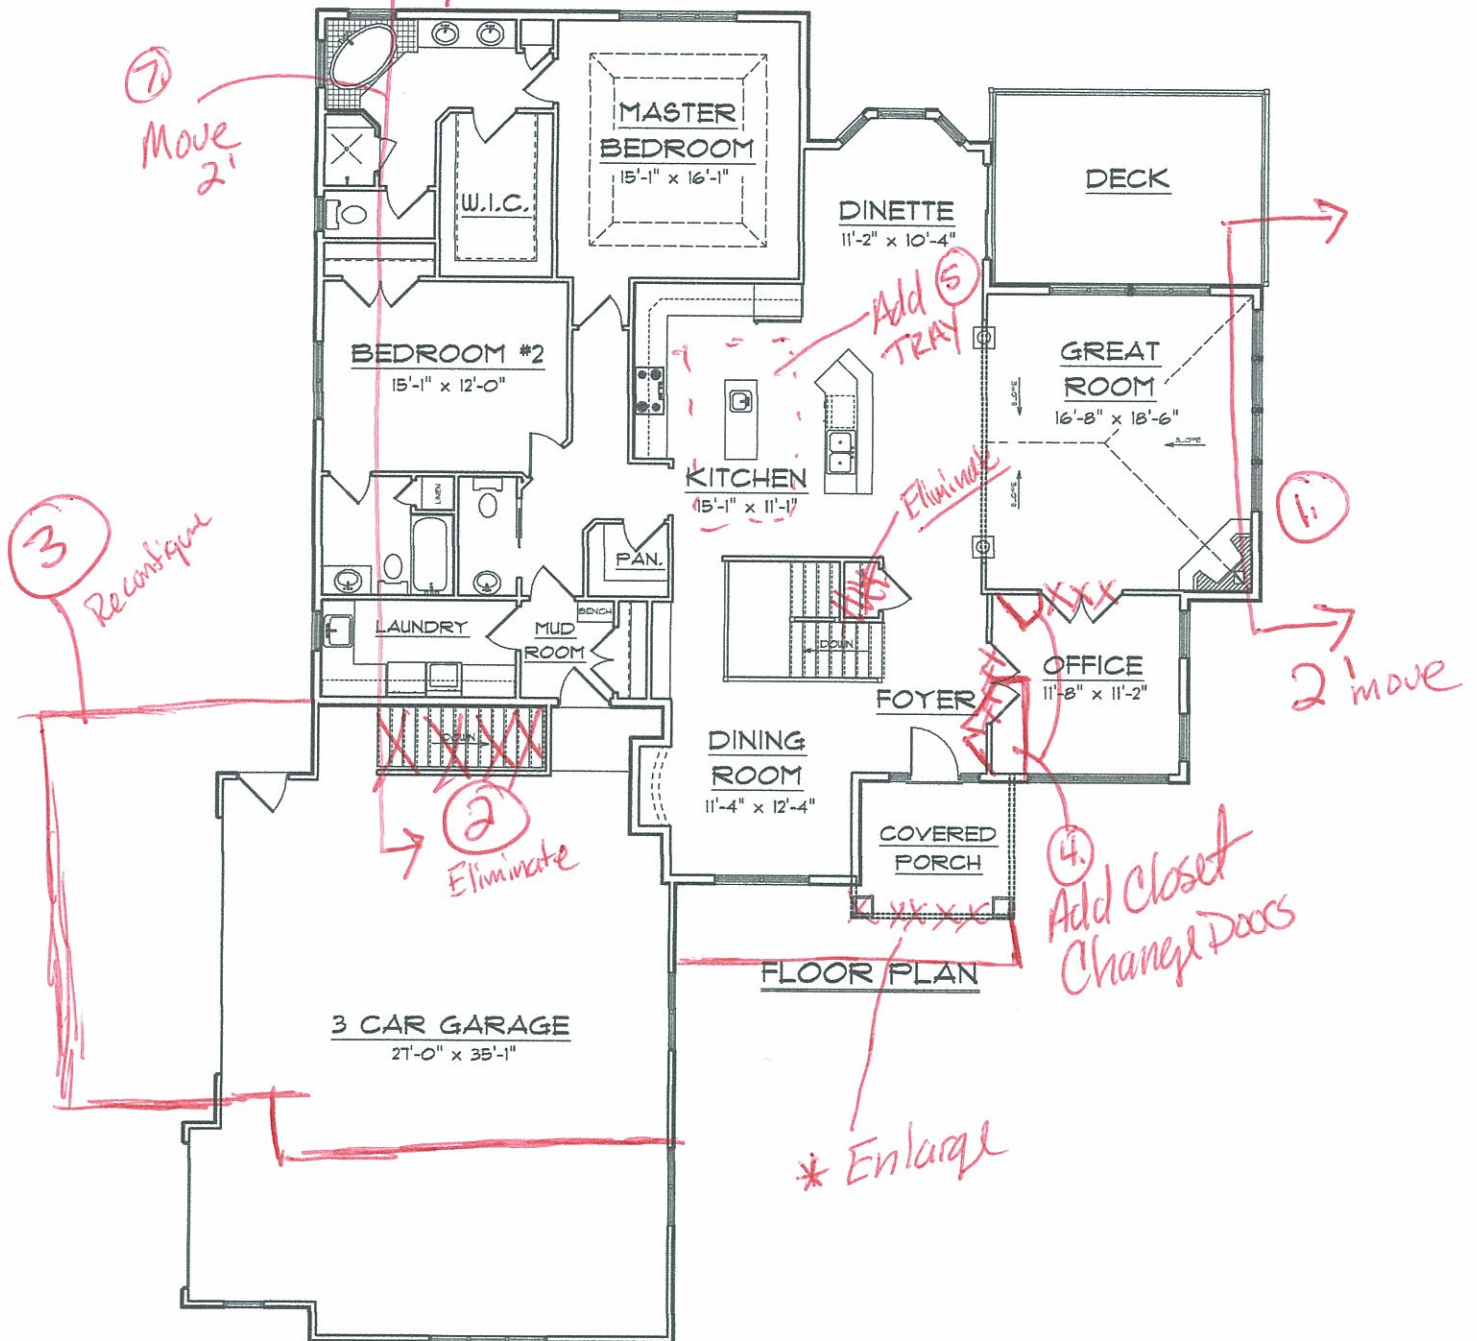 7.
Move
2'
MASTER
BEDROOM
15'-1" x 16'-1"
W.I.C.
DINETTE
11'-2" x 10'-4"
DECK
Add 5
TRAY
BEDROOM #2
15'-1" x 12'-0"
GREAT
ROOM
16'-8" x 18'-6"
KITCHEN
15'-1" x 11'-1"
Eliminate
1.
3
Reconfigure
LINEN
PAN.
BENCH
LAUNDRY
MUD
ROOM
DOWN
OFFICE
11'-8" x 11'-2"
2' move
FOYER
DOWN
DINING
ROOM
11'-4" x 12'-4"
2
Eliminate
COVERED
PORCH
4.
Add Closet
Change Doors
FLOOR PLAN
3 CAR GARAGE
27'-0" x 35'-1"
* Enlarge